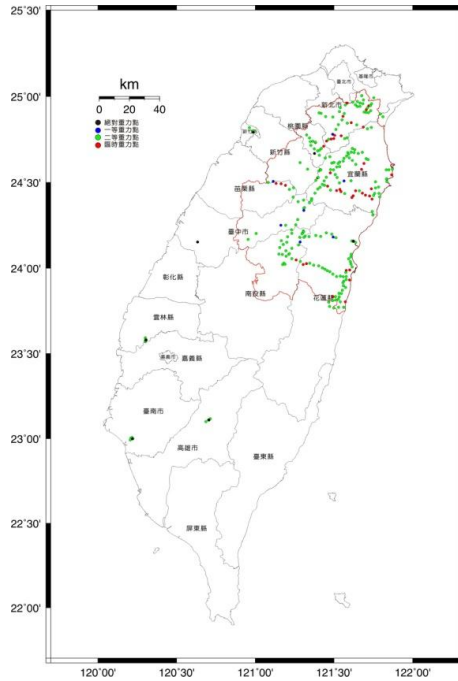 25°30'
25°00'
24°30'
24°00'
23°30'
23°00'
22°30'
22°00'
km
0 20 40
絕對重力點
一等重力點
二等重力點
臨時重力點
臺北市
基隆市
新北市
桃園縣
新竹市
新竹縣
宜蘭縣
苗栗縣
臺中市
彰化縣
南投縣
花蓮縣
雲林縣
嘉義市
嘉義縣
臺南市
高雄市
臺東縣
屏東縣
120°00'
120°30'
121°00'
121°30'
122°00'